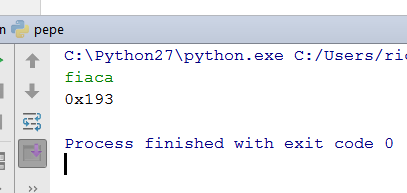 n pepe
C:\Python27\python.exe C:/Users/ri
fiaca
0x193
Process finished with exit code 0